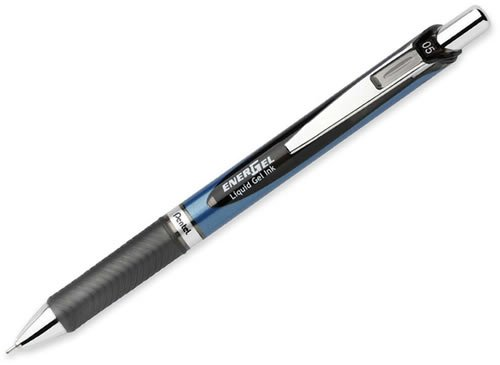 05
ENERGEL
Liquid Gel Ink
Pentel